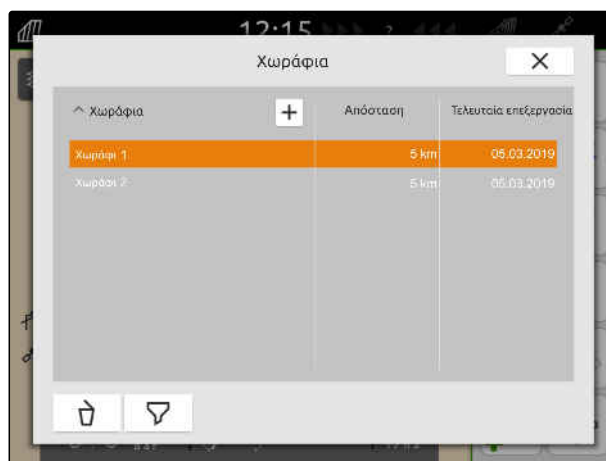 12:15
Χωράφια
Χωράφια + Απόσταση Τελευταία επεξεργασία
Χωράφι 1 5 km 05.03.2019
Χωράφι 2 5 km 05.03.2019